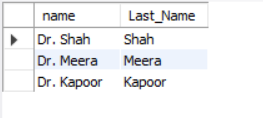 name Last_Name
Dr. Shah Shah
Dr. Meera Meera
Dr. Kapoor Kapoor